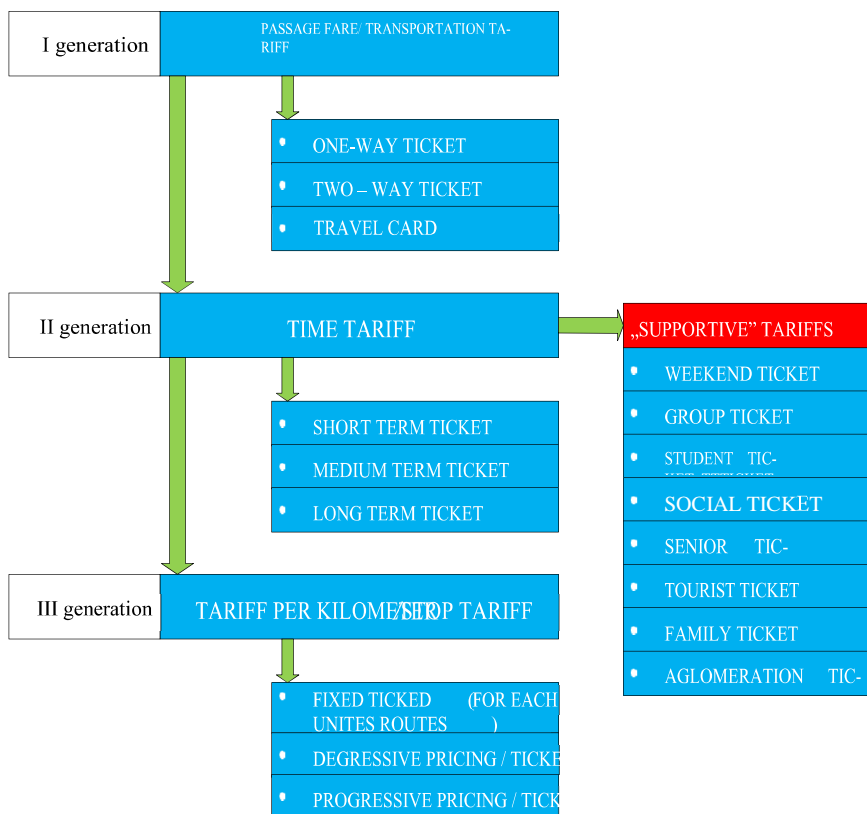 I generation
PASSAGE FARE/ TRANSPORTATION TA-
RIFF
ONE-WAY TICKET
TWO – WAY TICKET
TRAVEL CARD
II generation
TIME TARIFF
SHORT TERM TICKET
MEDIUM TERM TICKET
LONG TERM TICKET
„SUPPORTIVE” TARIFFS
WEEKEND TICKET
GROUP TICKET
STUDENT TIC-
SOCIAL TICKET
SENIOR TIC-
TOURIST TICKET
FAMILY TICKET
AGLOMERATION TIC-
III generation
TARIFF PER KILOMETER/STOP TARIFF
FIXED TICKED (FOR EACH
UNITES ROUTES )
DEGRESSIVE PRICING / TICKE
PROGRESSIVE PRICING / TICK